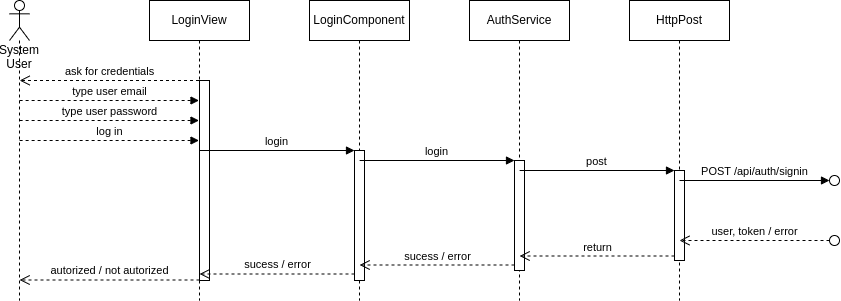 LoginView
LoginComponent
AuthService
HttpPost
System
User
ask for credentials
type user email
type user password
log in
login
login
post
POST /api/auth/signin
user, token / error
return
sucess / error
sucess / error
autorized / not autorized